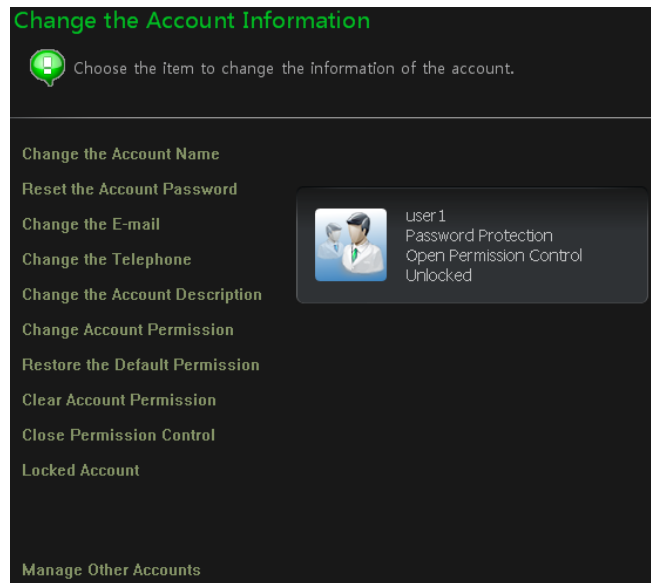 Change the Account Information
Choose the item to change the information of the account.
Change the Account Name
Reset the Account Password
Change the E-mail
Change the Telephone
Change the Account Description
Change Account Permission
Restore the Default Permission
Clear Account Permission
Close Permission Control
Locked Account
Manage Other Accounts
user1
Password Protection
Open Permission Control
Unlocked